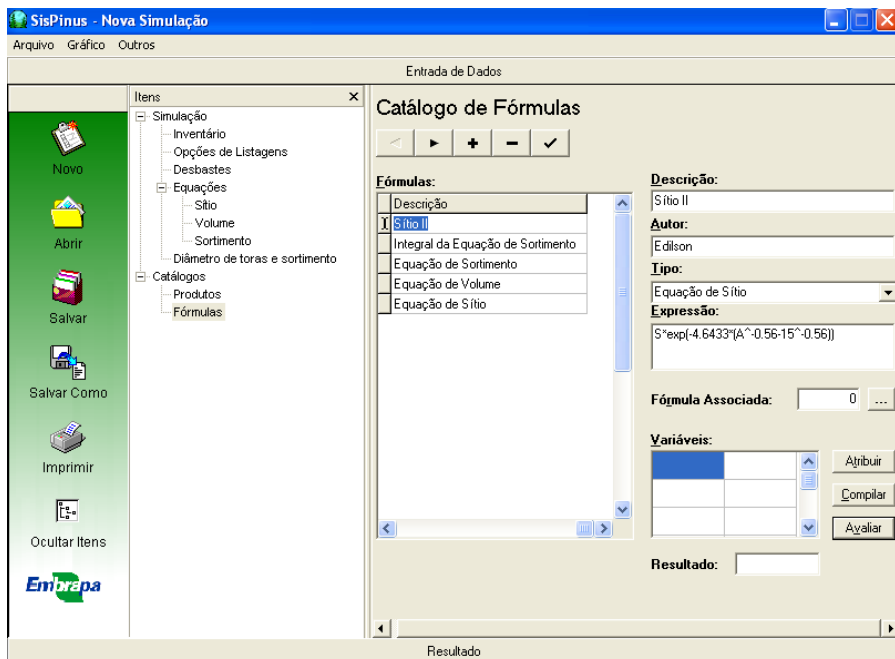 SisPinus - Nova Simulação
Arquivo Gráfico Outros
Entrada de Dados
Novo
Abrir
Salvar
Salvar Como
Imprimir
Ocultar Itens
Embrapa
Itens
Simulação
Inventário
Opções de Listagens
Desbastes
Equações
Sítio
Volume
Sortimento
Diâmetro de toras e sortimento
Catálogos
Produtos
Fórmulas
Catálogo de Fórmulas
Fórmulas:
Descrição
Sítio II
Integral da Equação de Sortimento
Equação de Sortimento
Equação de Volume
Equação de Sítio
Descrição:
Sítio II
Autor:
Edilson
Tipo:
Equação de Sítio
Expressão:
S*exp(-4.6433*(A^-0.56-15^-0.56))
Fórmula Associada: 0 ...
Variáveis:
Atribuir
Compilar
Avaliar
Resultado:
Resultado